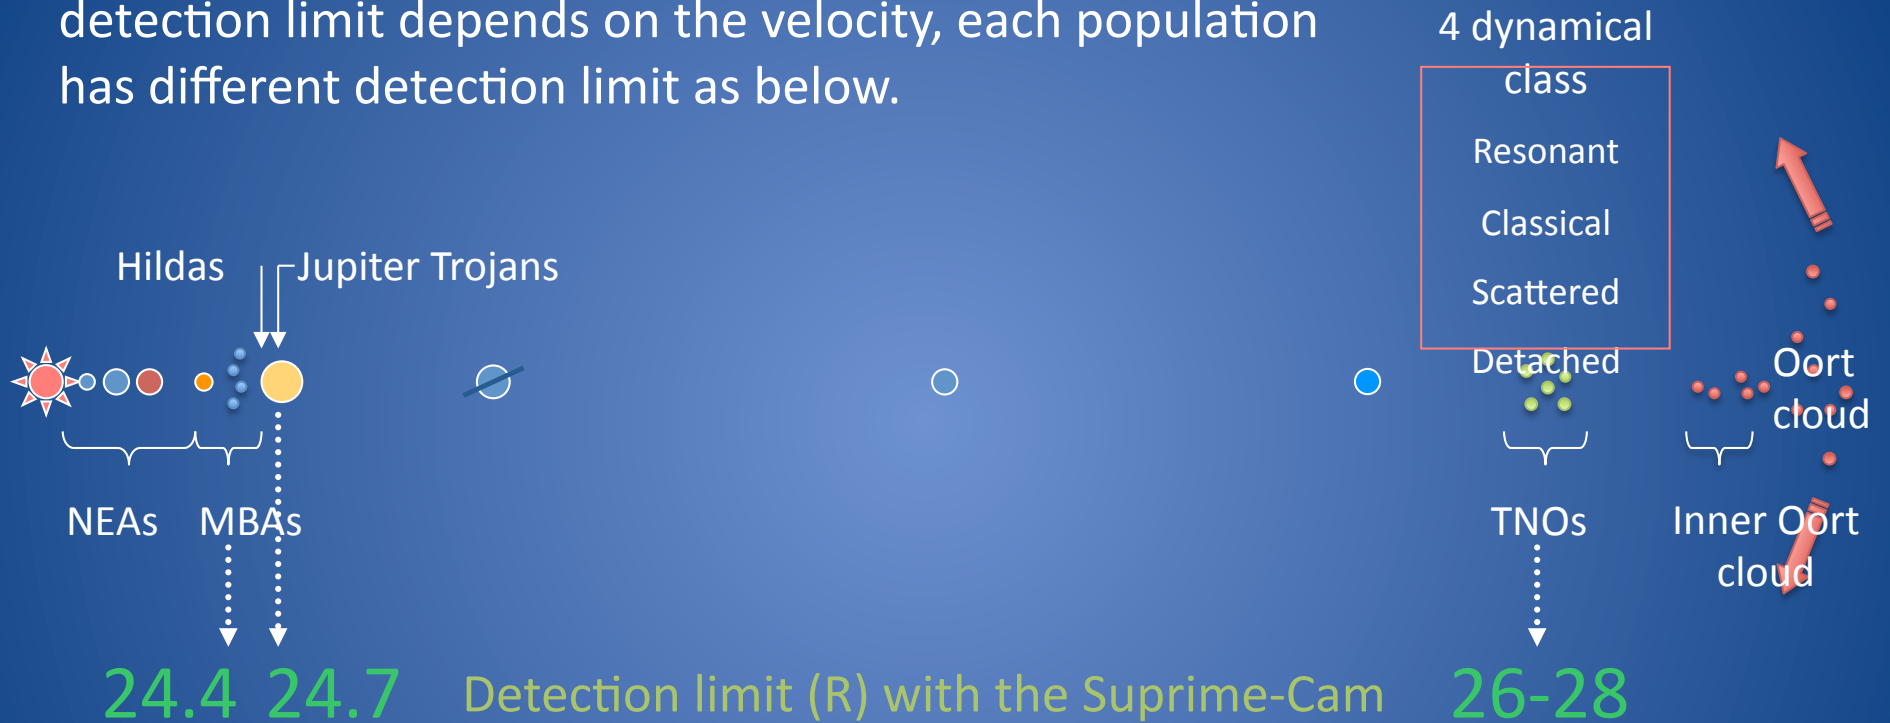 detection limit depends on the velocity, each population
has different detection limit as below.
4 dynamical
class
Resonant
Classical
Scattered
Detached
Hildas
Jupiter Trojans
Oort
cloud
NEAs
MBAs
TNOs
Inner Oort
cloud
24.4
24.7
Detection limit (R) with the Suprime-Cam
26-28